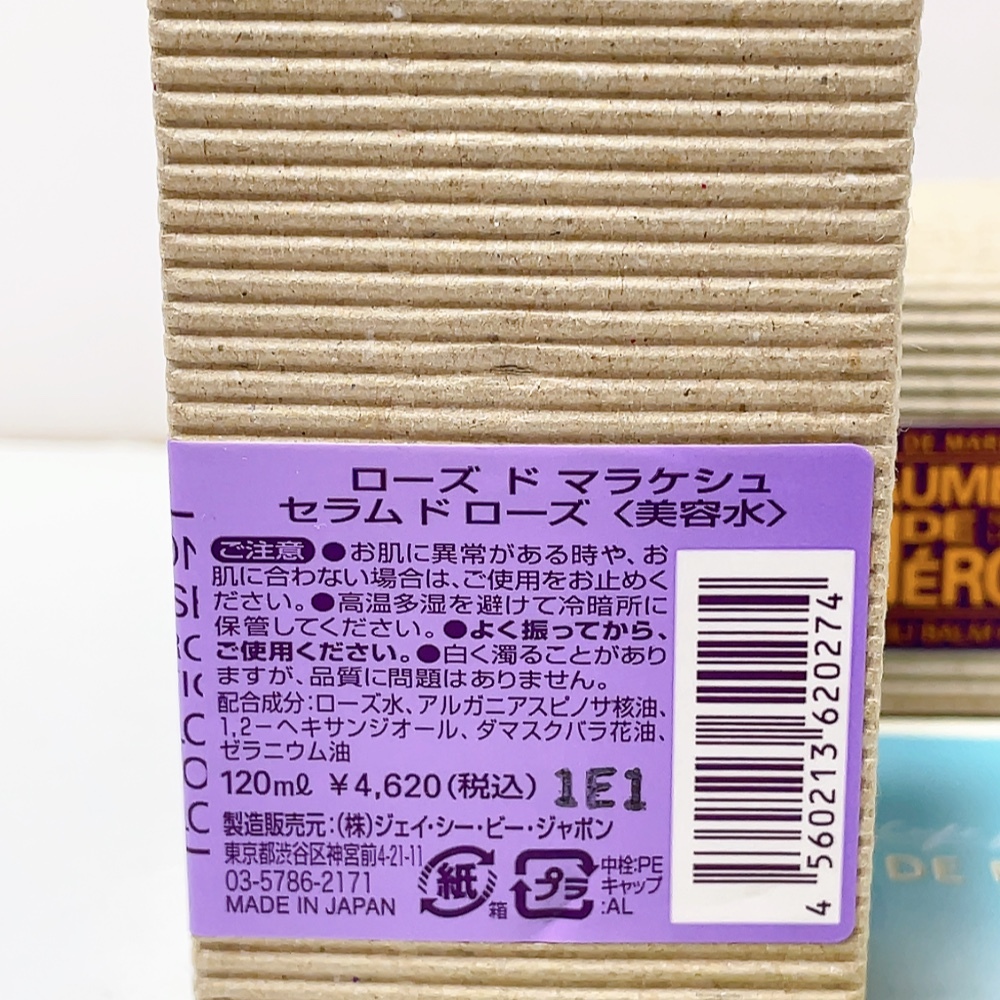 ローズ ド マラケシュ
セラム ド ローズ〈美容水〉
ご注意 ●お肌に異常がある時や、お
肌に合わない場合は、ご使用をお止めく
ださい。●高温多湿を避けて冷暗所に
保管してください。●よく振ってから、
ご使用ください。●白く濁ることがあり
ますが、品質に問題はありません。
配合成分:ローズ水、アルガニアスピノサ核油、
1,2-ヘキサンジオール、ダマスクバラ花油、
ゼラニウム油
120mℓ ¥4,620(税込) 1E1
製造販売元:(株)ジェイ・シー・ビー・ジャポン
東京都渋谷区神宮前4-21-11
03-5786-2171
MADE IN JAPAN
紙 箱
プラ 中栓:PE
キャップ
:AL
4560213620274
DE
DE